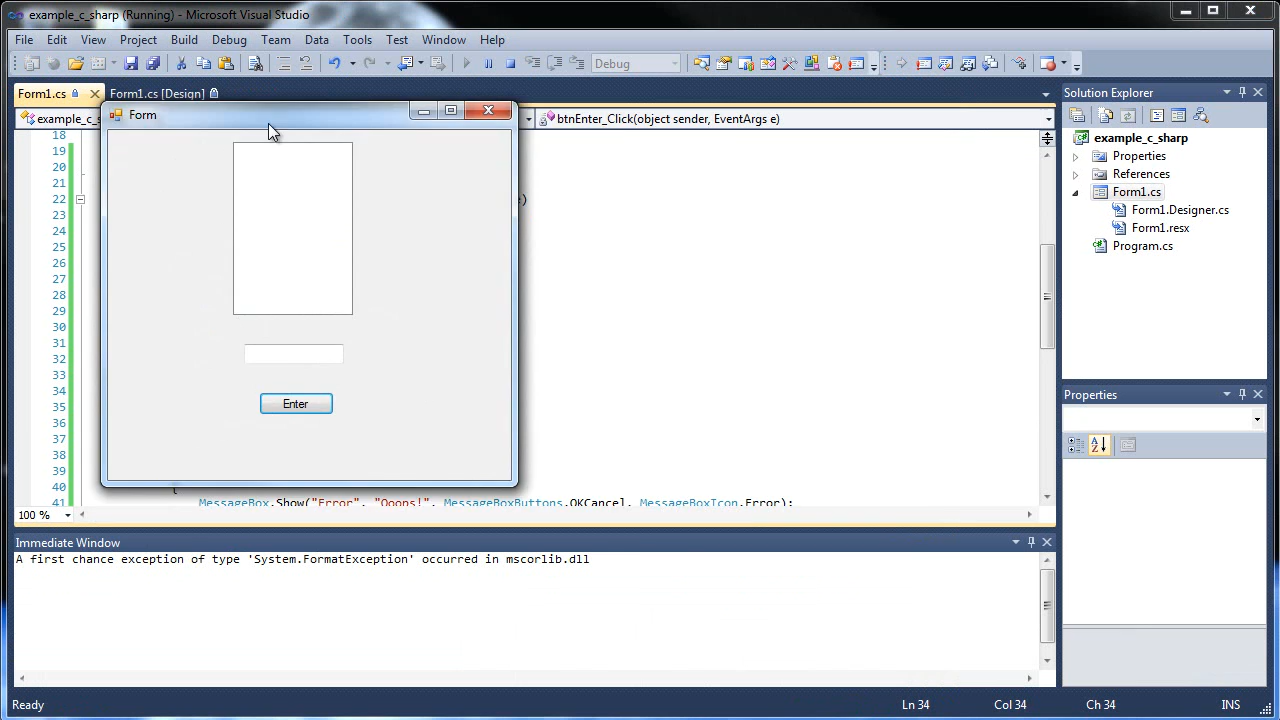 example_c_sharp (Running) - Microsoft Visual Studio
File Edit View Project Build Debug Team Data Tools Test Window Help
Debug
Form1.cs Form1.cs [Design]
example_c_s btnEnter_Click(object sender, EventArgs e)
Form
18
19
20
21
22 )
23
24
25
26
27
28
29
30
31
32
33
34
35
36
37
38
39
40 {
41 MessageBox.Show("Error", "Ooops!", MessageBoxButtons.OKCancel, MessageBoxIcon.Error);
Enter
100 %
Immediate Window
A first chance exception of type 'System.FormatException' occurred in mscorlib.dll
Solution Explorer
example_c_sharp
Properties
References
Form1.cs
Form1.Designer.cs
Form1.resx
Program.cs
Properties
Ready Ln 34 Col 34 Ch 34 INS